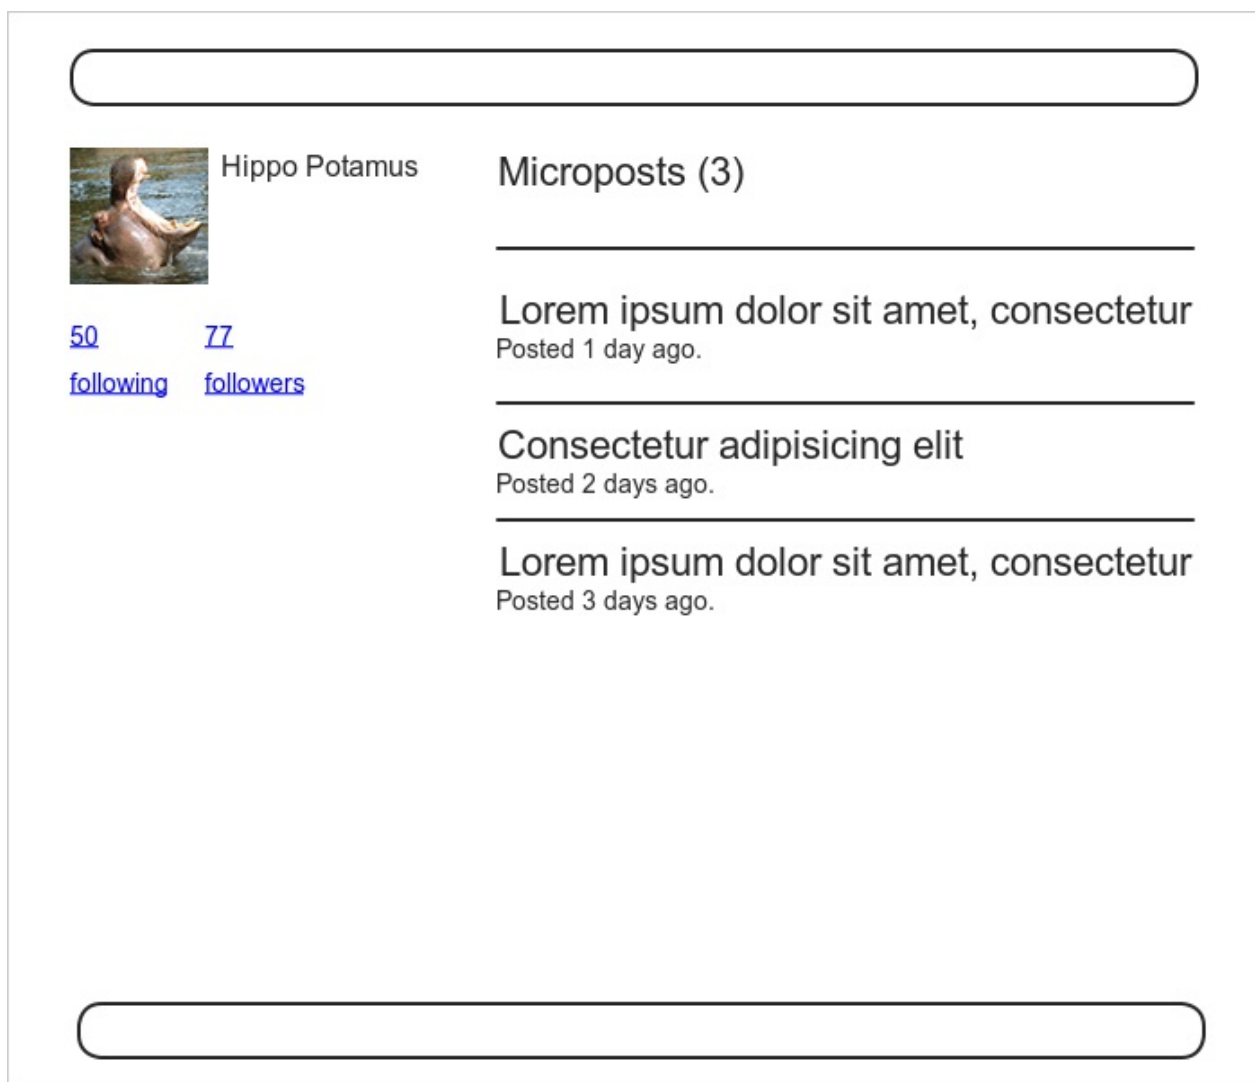 Hippo Potamus
50 77
following followers
Microposts (3)
Lorem ipsum dolor sit amet, consectetur
Posted 1 day ago.
Consectetur adipisicing elit
Posted 2 days ago.
Lorem ipsum dolor sit amet, consectetur
Posted 3 days ago.